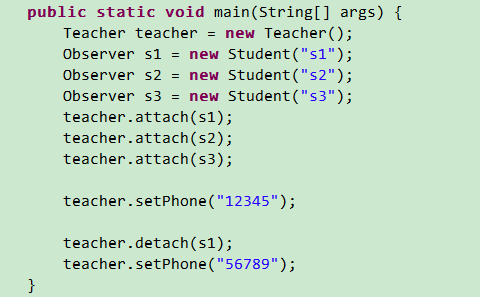 public static void main(String[] args) {
Teacher teacher = new Teacher();
Observer s1 = new Student("s1");
Observer s2 = new Student("s2");
Observer s3 = new Student("s3");
teacher.attach(s1);
teacher.attach(s2);
teacher.attach(s3);
teacher.setPhone("12345");
teacher.detach(s1);
teacher.setPhone("56789");
}